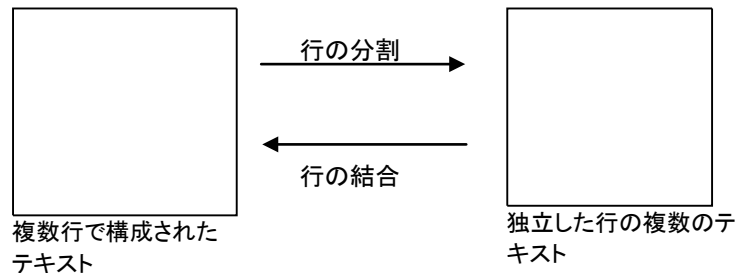 行の分割
行の結合
複数行で構成された
テキスト
独立した行の複数のテ
キスト